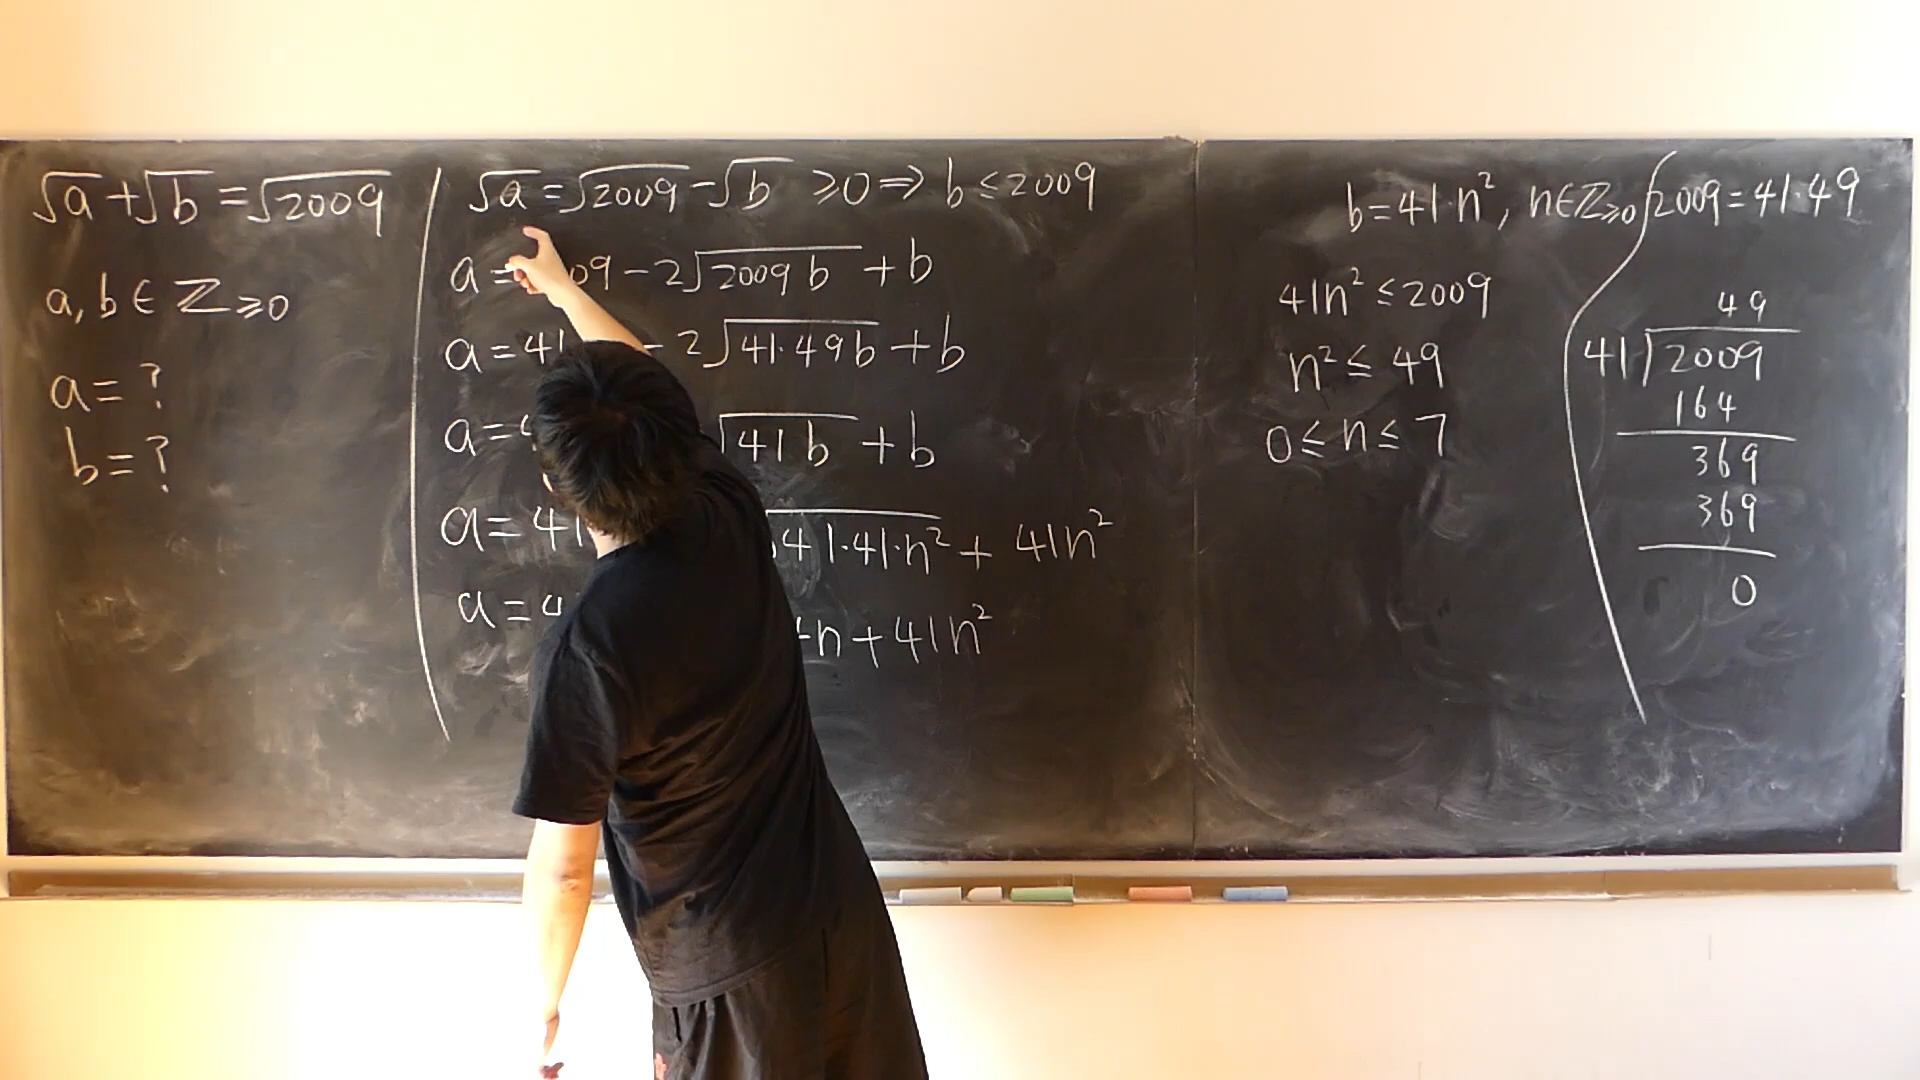 √a + √b = √2009
a, b ∈ ℤ≥0
a = ?
b = ?
√a = √2009 - √b ≥ 0 ⇒ b ≤ 2009
a = 09 - 2√2009 b + b
a = 41 - 2√41·49b + b
a = √41 b + b
a = 41 41·41·n² + 41n²
a = 4 n + 41n²
b = 41·n², n ∈ ℤ≥0
41n² ≤ 2009
n² ≤ 49
0 ≤ n ≤ 7
2009 = 41·49
49
41)2009
164
369
369
0